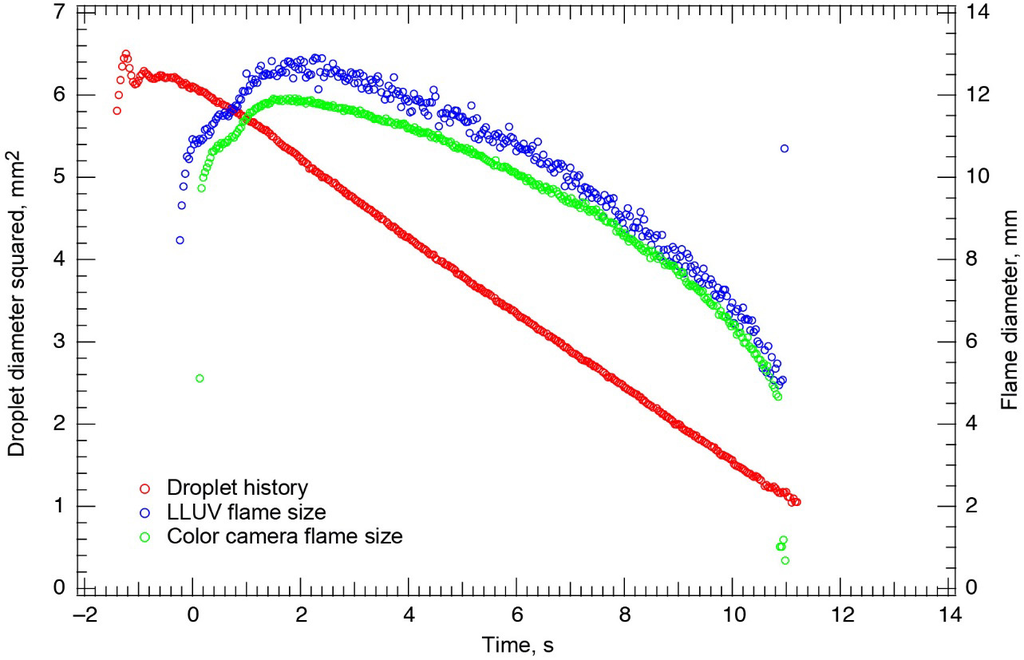 7
6
5
4
3
2
1
0
Droplet diameter squared, mm2
14
12
10
8
6
4
2
0
Flame diameter, mm
Droplet history
LLUV flame size
Color camera flame size
−2 0 2 4 6 8 10 12 14
Time, s